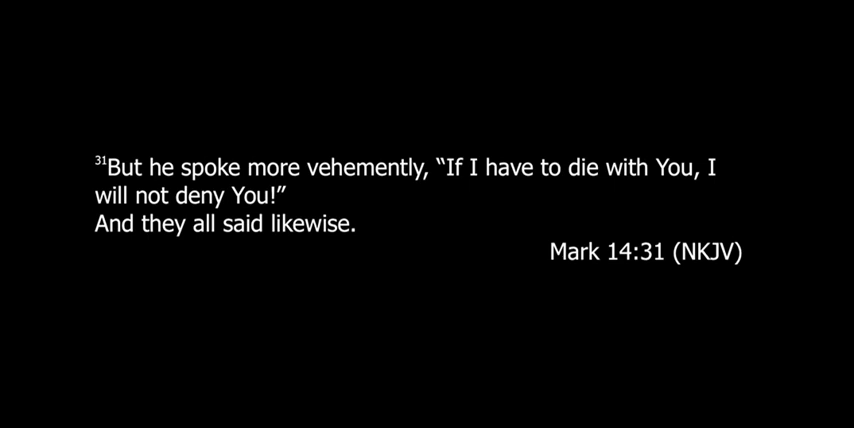 31But he spoke more vehemently, “If I have to die with You, I
will not deny You!”
And they all said likewise.
Mark 14:31 (NKJV)